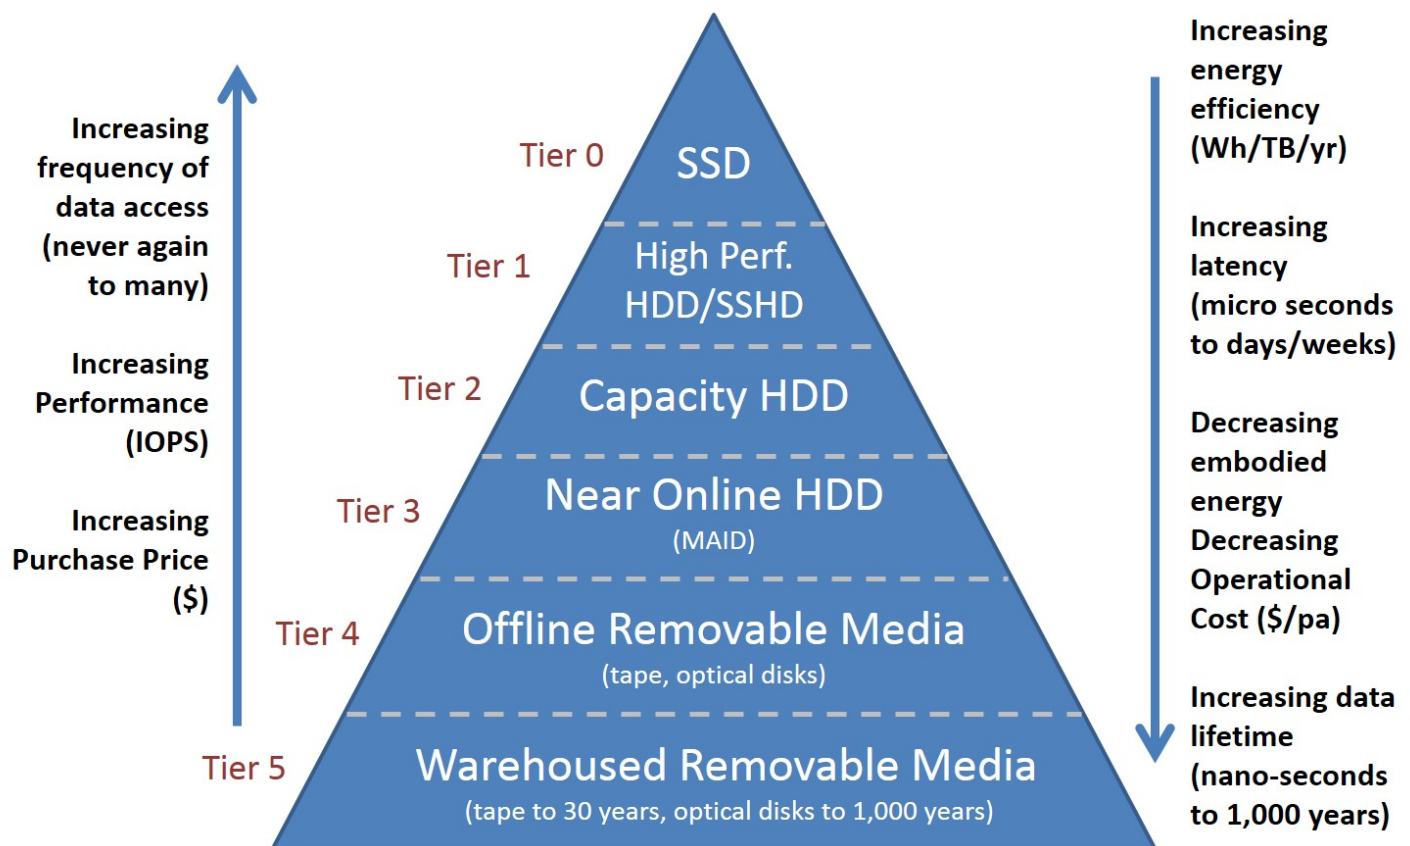 Increasing
frequency of
data access
(never again
to many)
Increasing
Performance
(IOPS)
Increasing
Purchase Price
($)
Tier 0
SSD
Tier 1
High Perf.
HDD/SSHD
Tier 2
Capacity HDD
Tier 3
Near Online HDD
(MAID)
Tier 4
Offline Removable Media
(tape, optical disks)
Tier 5
Warehoused Removable Media
(tape to 30 years, optical disks to 1,000 years)
Increasing
energy
efficiency
(Wh/TB/yr)
Increasing
latency
(micro seconds
to days/weeks)
Decreasing
embodied
energy
Decreasing
Operational
Cost ($/pa)
Increasing data
lifetime
(nano-seconds
to 1,000 years)